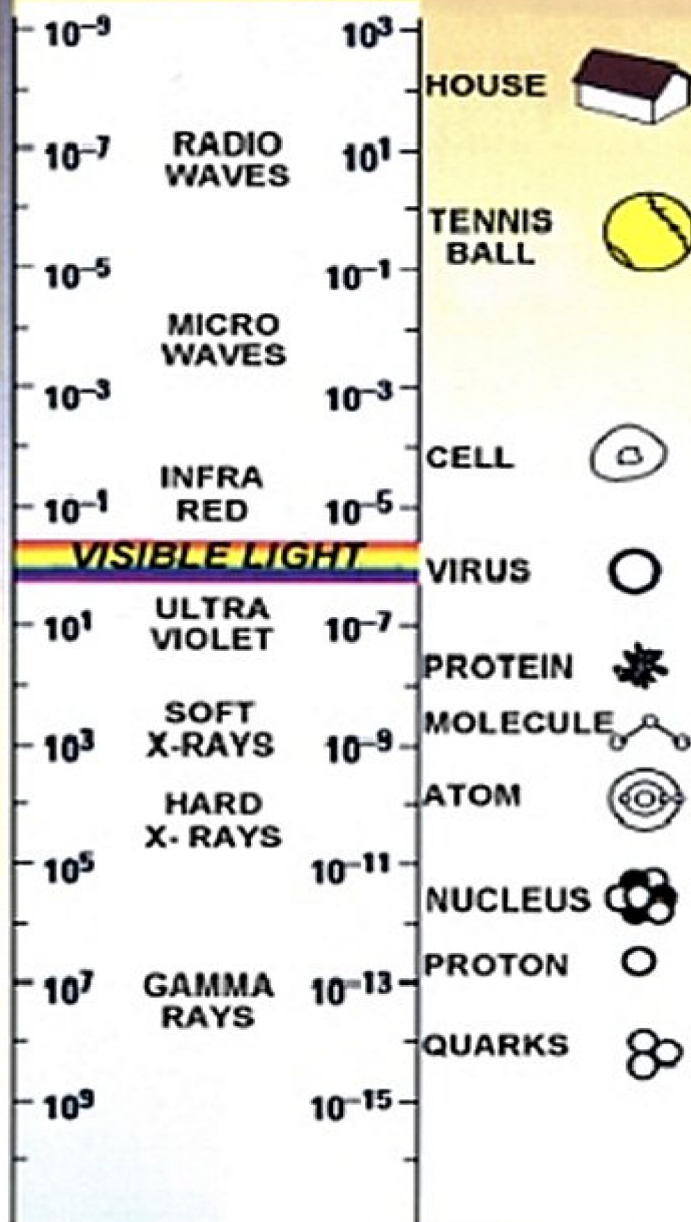 10⁻⁹ 10³
HOUSE
RADIO
WAVES
10⁻⁷ 10¹
TENNIS
BALL
10⁻⁵ 10⁻¹
MICRO
WAVES
10⁻³ 10⁻³
CELL
INFRA
RED
10⁻¹ 10⁻⁵
VISIBLE LIGHT
VIRUS
ULTRA
VIOLET
10¹ 10⁻⁷
PROTEIN
SOFT
X-RAYS
MOLECULE
10³ 10⁻⁹
ATOM
HARD
X- RAYS
10⁵ 10⁻¹¹
NUCLEUS
PROTON
10⁷ 10⁻¹³
GAMMA
RAYS
QUARKS
10⁹ 10⁻¹⁵